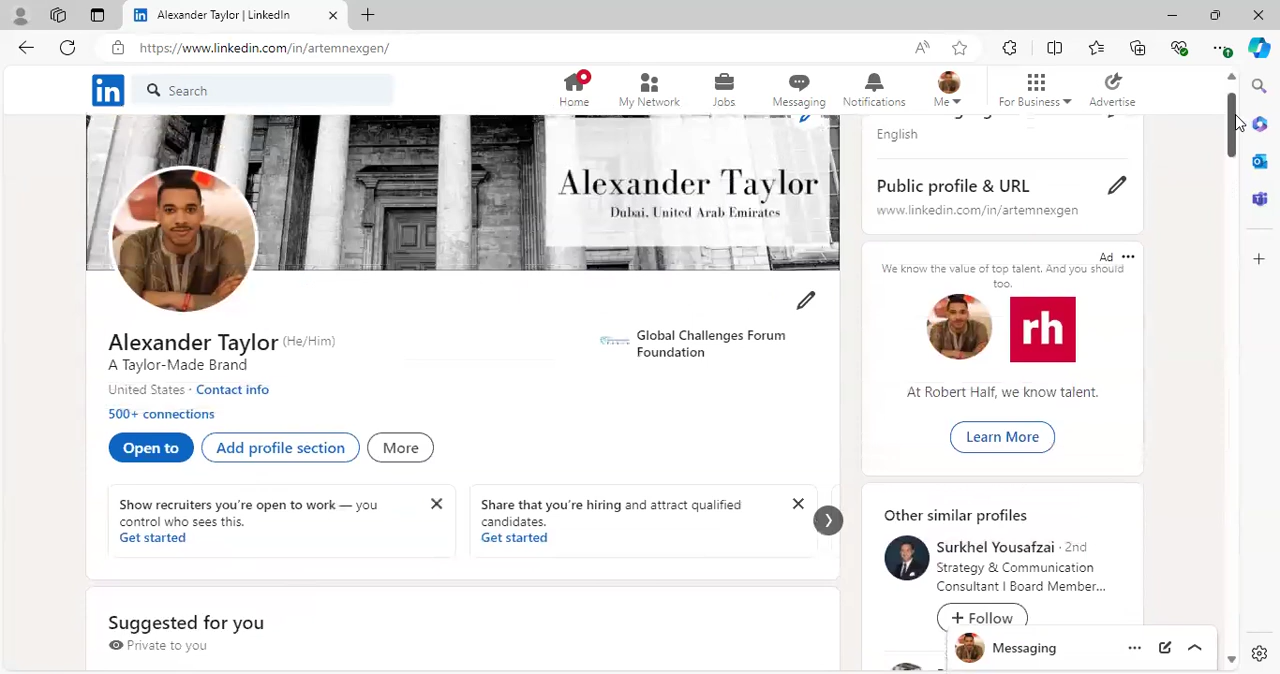 Alexander Taylor | LinkedIn
https://www.linkedin.com/in/artemnexgen/
in
Search
Home
My Network
Jobs
Messaging
Notifications
Me
For Business
Advertise
Alexander Taylor
Dubai, United Arab Emirates
Alexander Taylor (He/Him)
A Taylor-Made Brand
United States · Contact info
500+ connections
Global Challenges Forum
Foundation
Open to
Add profile section
More
Show recruiters you're open to work — you
control who sees this.
Get started
Share that you're hiring and attract qualified
candidates.
Get started
Suggested for you
Private to you
English
Public profile & URL
www.linkedin.com/in/artemnexgen
Ad
We know the value of top talent. And you should
too.
rh
At Robert Half, we know talent.
Learn More
Other similar profiles
Surkhel Yousafzai · 2nd
Strategy & Communication
Consultant I Board Member...
+ Follow
Messaging